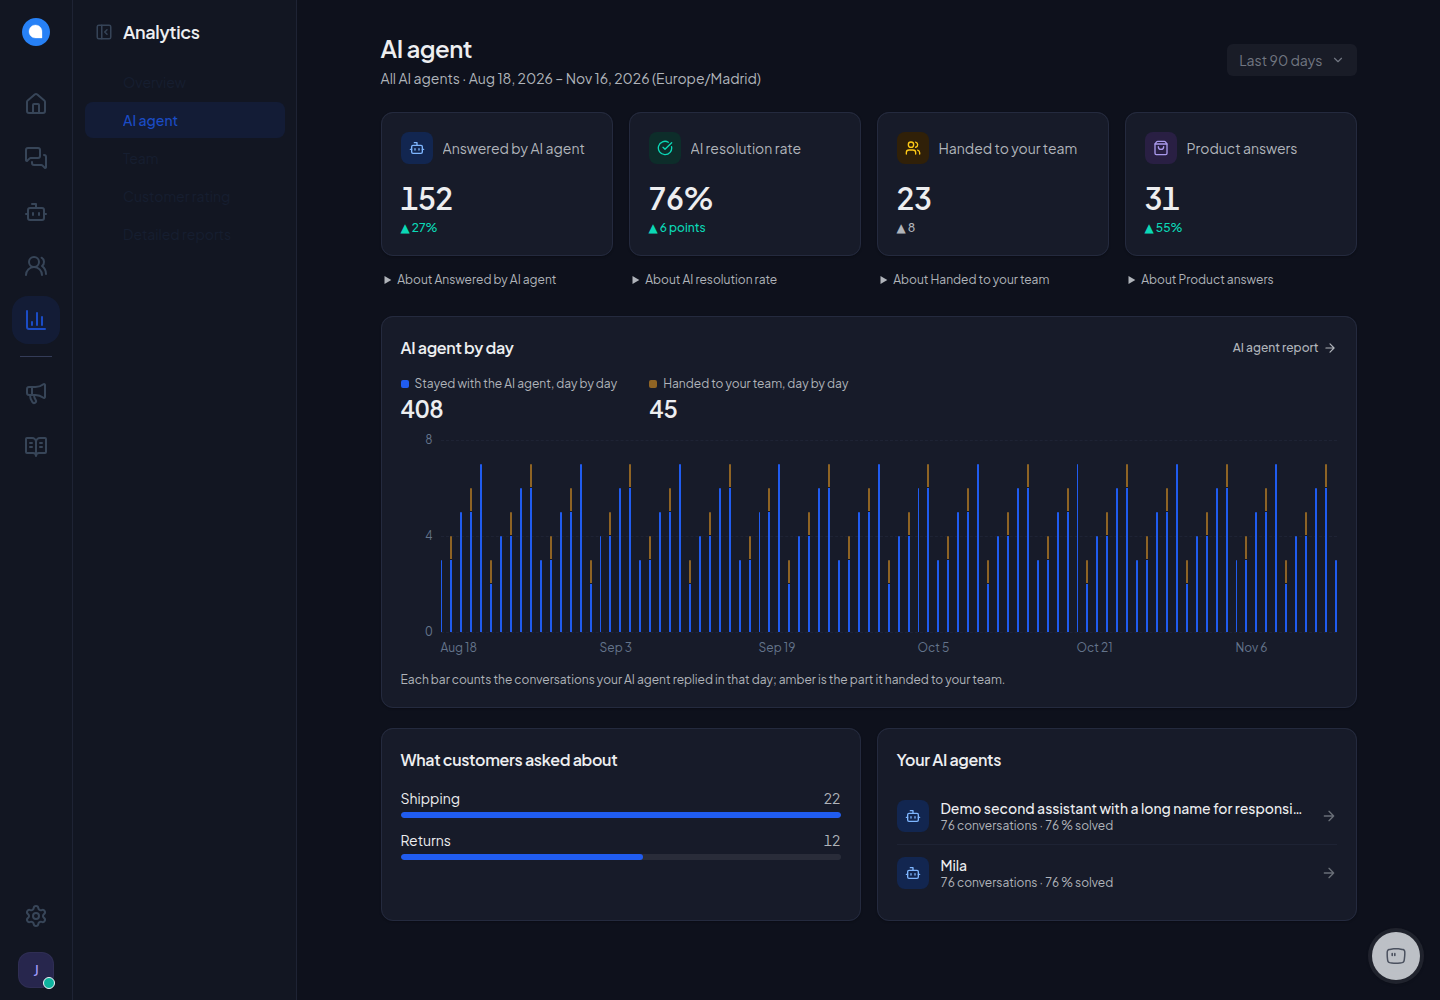 Analytics
Overview
AI agent
Team
Customer rating
Detailed reports
J
AI agent
All AI agents · Aug 18, 2026 – Nov 16, 2026 (Europe/Madrid)
Last 90 days
Answered by AI agent
152
▲27%
AI resolution rate
76%
▲6 points
Handed to your team
23
▲8
Product answers
31
▲55%
▶ About Answered by AI agent
▶ About AI resolution rate
▶ About Handed to your team
▶ About Product answers
AI agent by day
AI agent report →
Stayed with the AI agent, day by day
408
Handed to your team, day by day
45
8
4
0
Aug 18
Sep 3
Sep 19
Oct 5
Oct 21
Nov 6
Each bar counts the conversations your AI agent replied in that day; amber is the part it handed to your team.
What customers asked about
Shipping 22
Returns 12
Your AI agents
Demo second assistant with a long name for responsi...
76 conversations · 76 % solved
Mila
76 conversations · 76 % solved